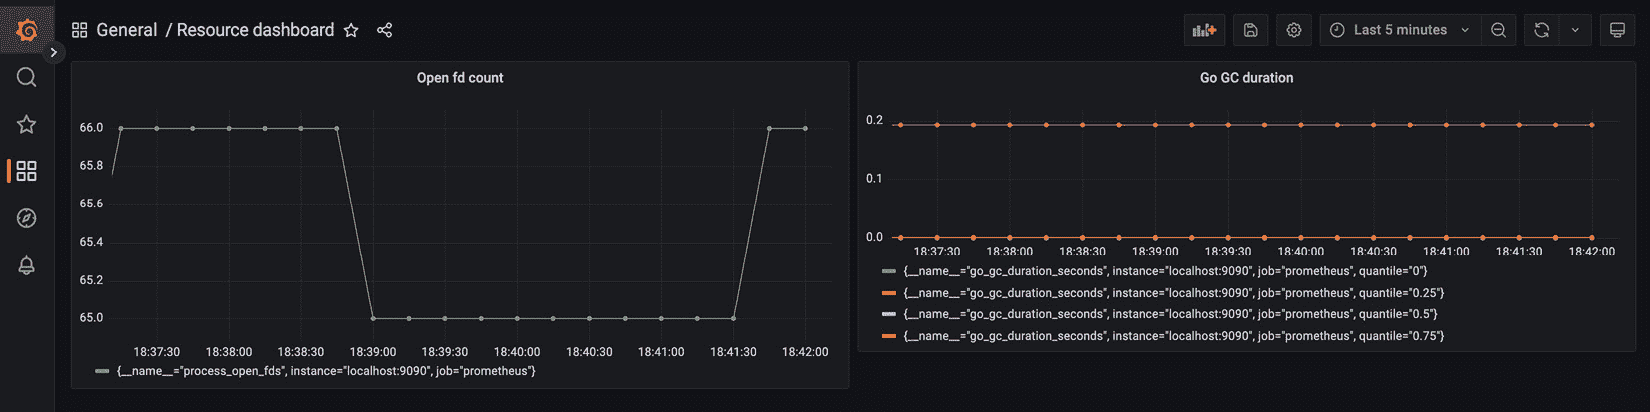 General / Resource dashboard
Last 5 minutes
Open fd count
66.0
65.8
65.6
65.4
65.2
65.0
18:37:30 18:38:00 18:38:30 18:39:00 18:39:30 18:40:00 18:40:30 18:41:00 18:41:30 18:42:00
{__name__="process_open_fds", instance="localhost:9090", job="prometheus"}
Go GC duration
0.2
0.1
0.0
18:37:30 18:38:00 18:38:30 18:39:00 18:39:30 18:40:00 18:40:30 18:41:00 18:41:30 18:42:00
{__name__="go_gc_duration_seconds", instance="localhost:9090", job="prometheus", quantile="0"}
{__name__="go_gc_duration_seconds", instance="localhost:9090", job="prometheus", quantile="0.25"}
{__name__="go_gc_duration_seconds", instance="localhost:9090", job="prometheus", quantile="0.5"}
{__name__="go_gc_duration_seconds", instance="localhost:9090", job="prometheus", quantile="0.75"}